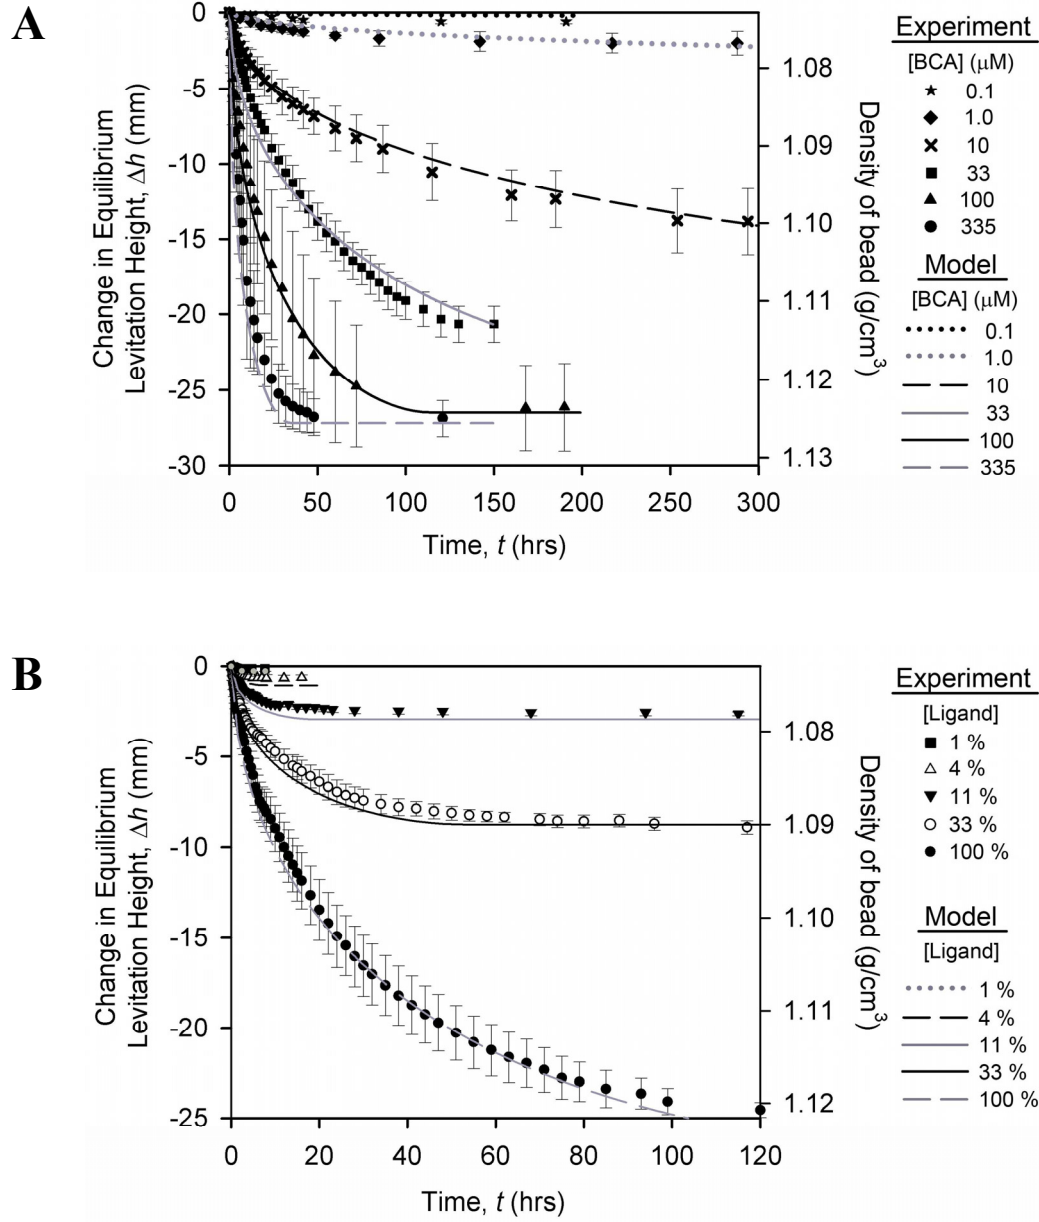 A
0
-5
-10
-15
-20
-25
-30
Change in Equilibrium
Levitation Height, Δh (mm)
0 50 100 150 200 250 300
Time, t (hrs)
1.08
1.09
1.10
1.11
1.12
1.13
Density of bead (g/cm³)
Experiment
[BCA] (μM)
0.1
1.0
10
33
100
335
Model
[BCA] (μM)
0.1
1.0
10
33
100
335
B
0
-5
-10
-15
-20
-25
Change in Equilibrium
Levitation Height, Δh (mm)
0 20 40 60 80 100 120
Time, t (hrs)
1.08
1.09
1.10
1.11
1.12
Density of bead (g/cm³)
Experiment
[Ligand]
1 %
4 %
11 %
33 %
100 %
Model
[Ligand]
1 %
4 %
11 %
33 %
100 %